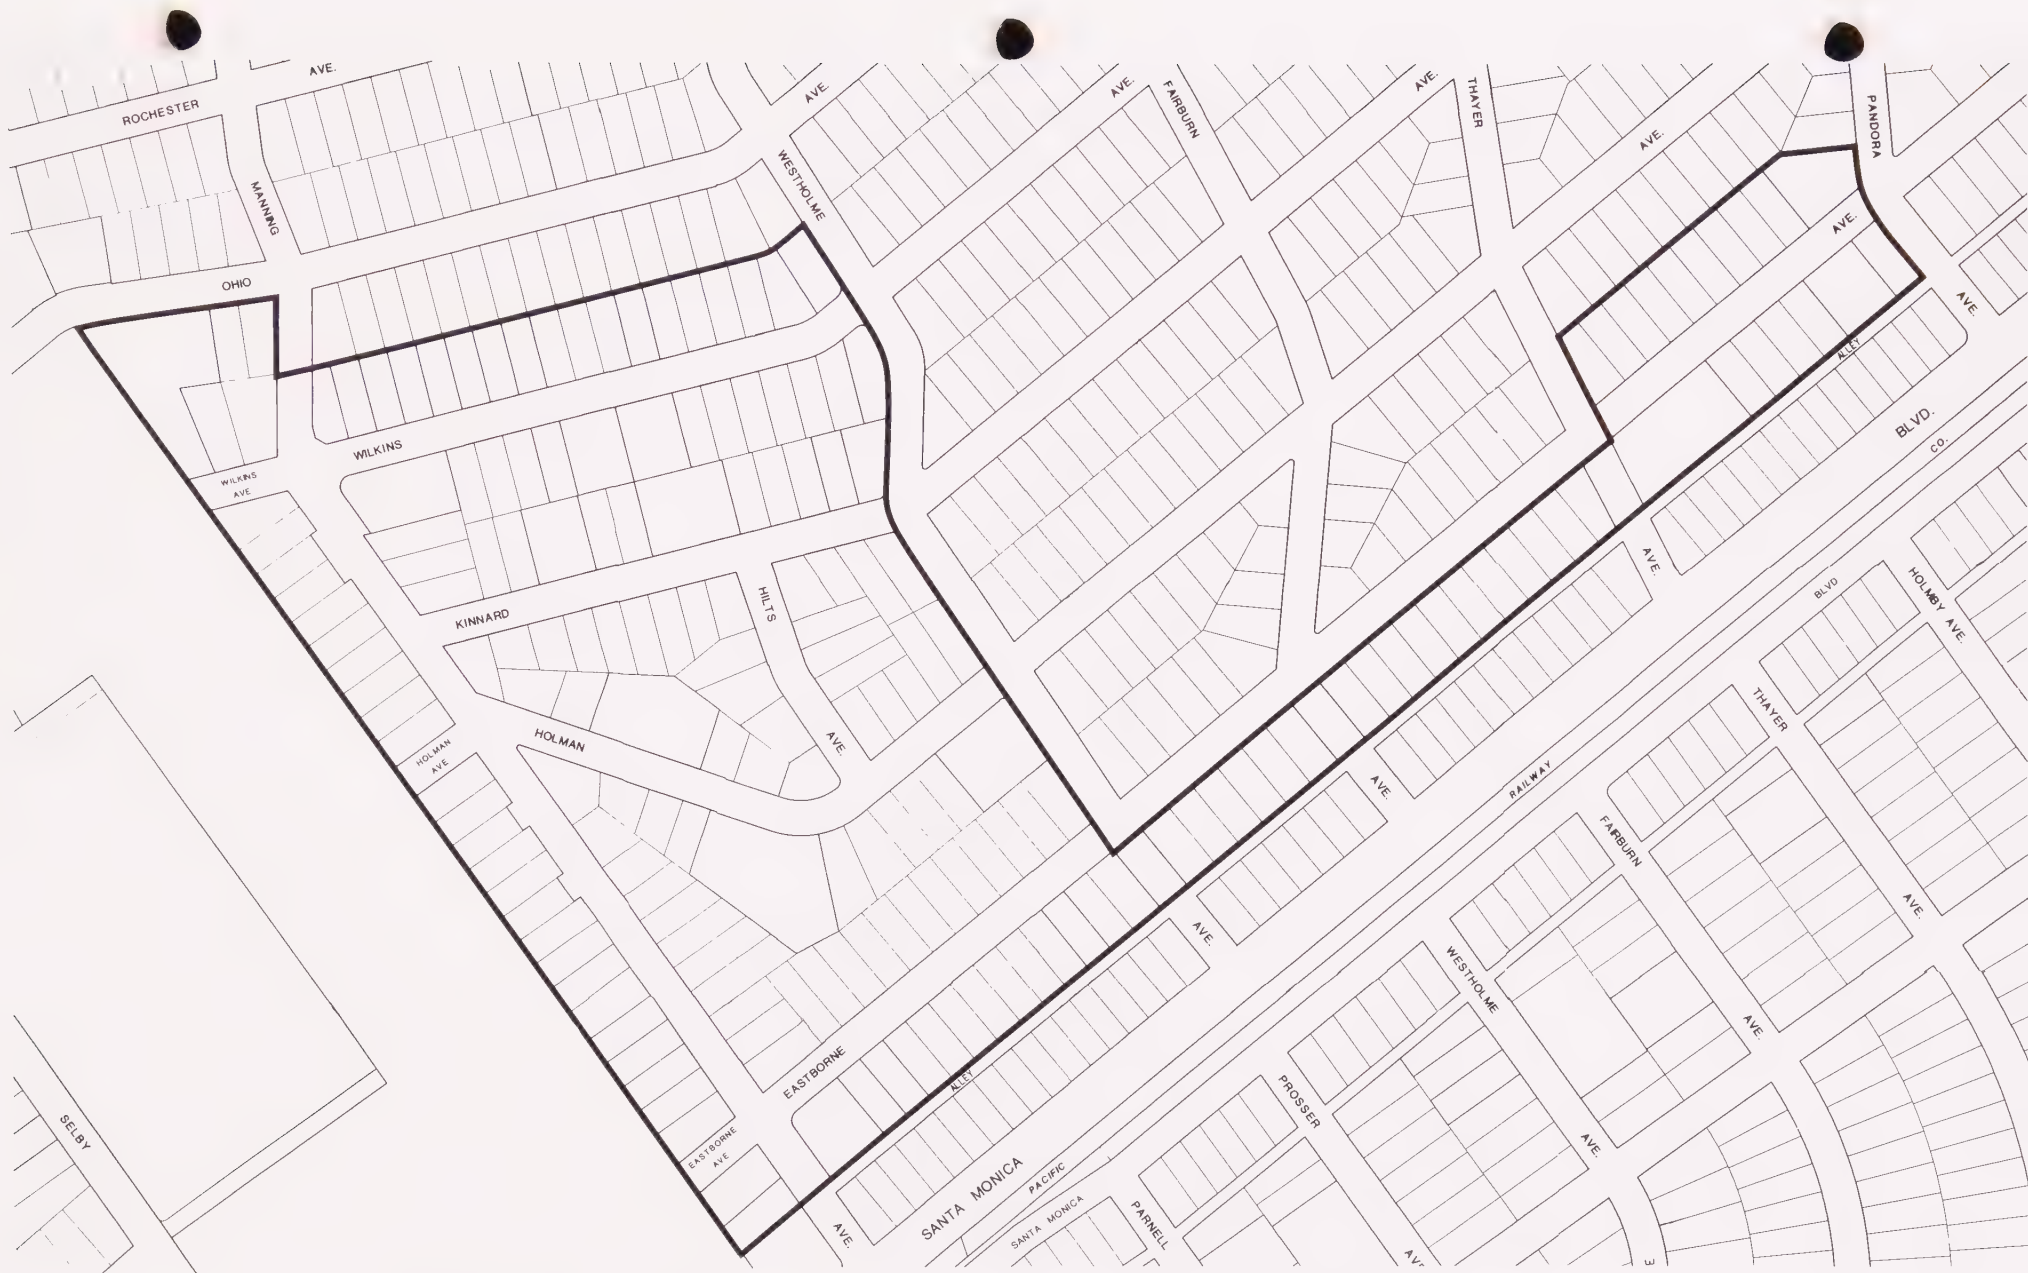 AVE.
ROCHESTER
AVE.
AVE.
FAIRBURN
AVE.
THAYER
AVE.
PANDORA
MANNING
WESTHOLME
AVE.
OHIO
AVE.
ALLEY
WILKINS
BLVD.
CO.
WILKINS
AVE
AVE.
BLVD
HOLMBY AVE.
KINNARD
HILTS
AVE.
HOLMAN
HOLMAN
AVE
THAYER
AVE.
RAILWAY
FAIRBURN
AVE.
AVE.
WESTHOLME
AVE.
EASTBORNE
ALLEY
PROSSER
SELBY
EASTBORNE
AVE
AVE.
SANTA MONICA
PACIFIC
SANTA MONICA
PARNELL
AVE.
AVE
3